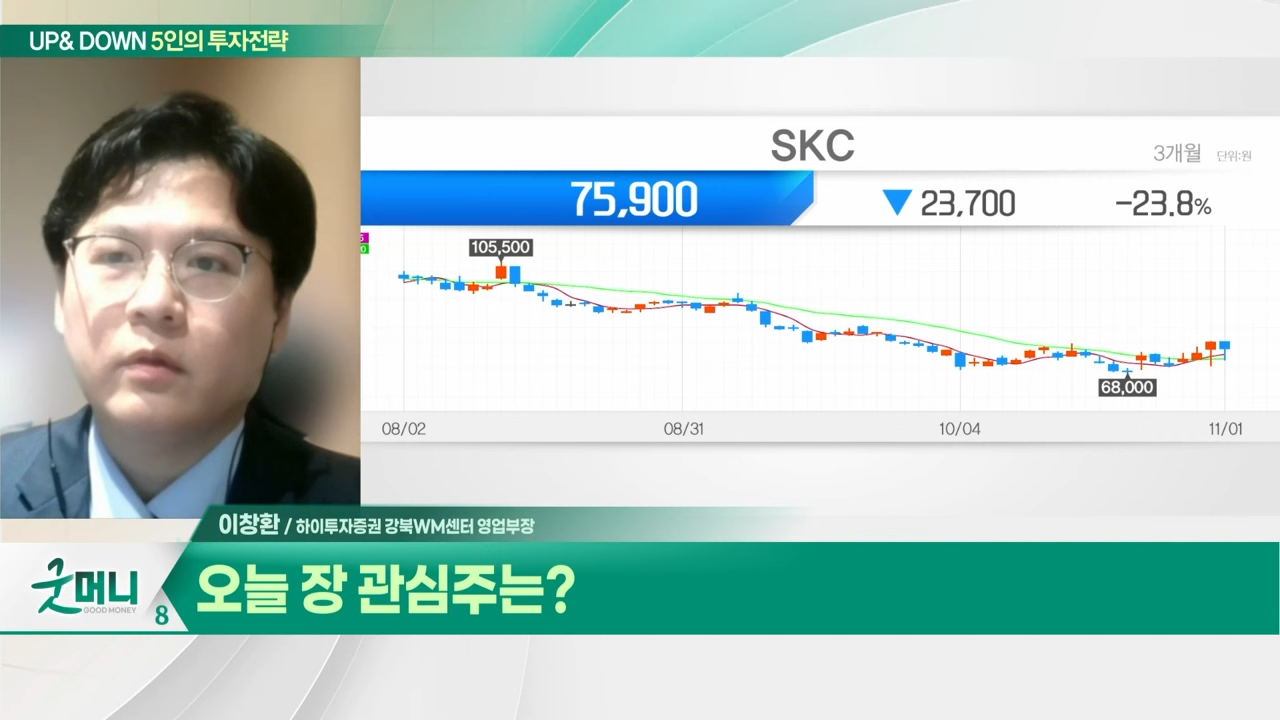 UP& DOWN 5인의 투자전략
SKC
3개월 단위:원
75,900 ▼ 23,700 -23.8%
105,500
68,000
08/02 08/31 10/04 11/01
이창환 / 하이투자증권 강북WM센터 영업부장
굿머니
GOOD MONEY
8
오늘 장 관심주는?